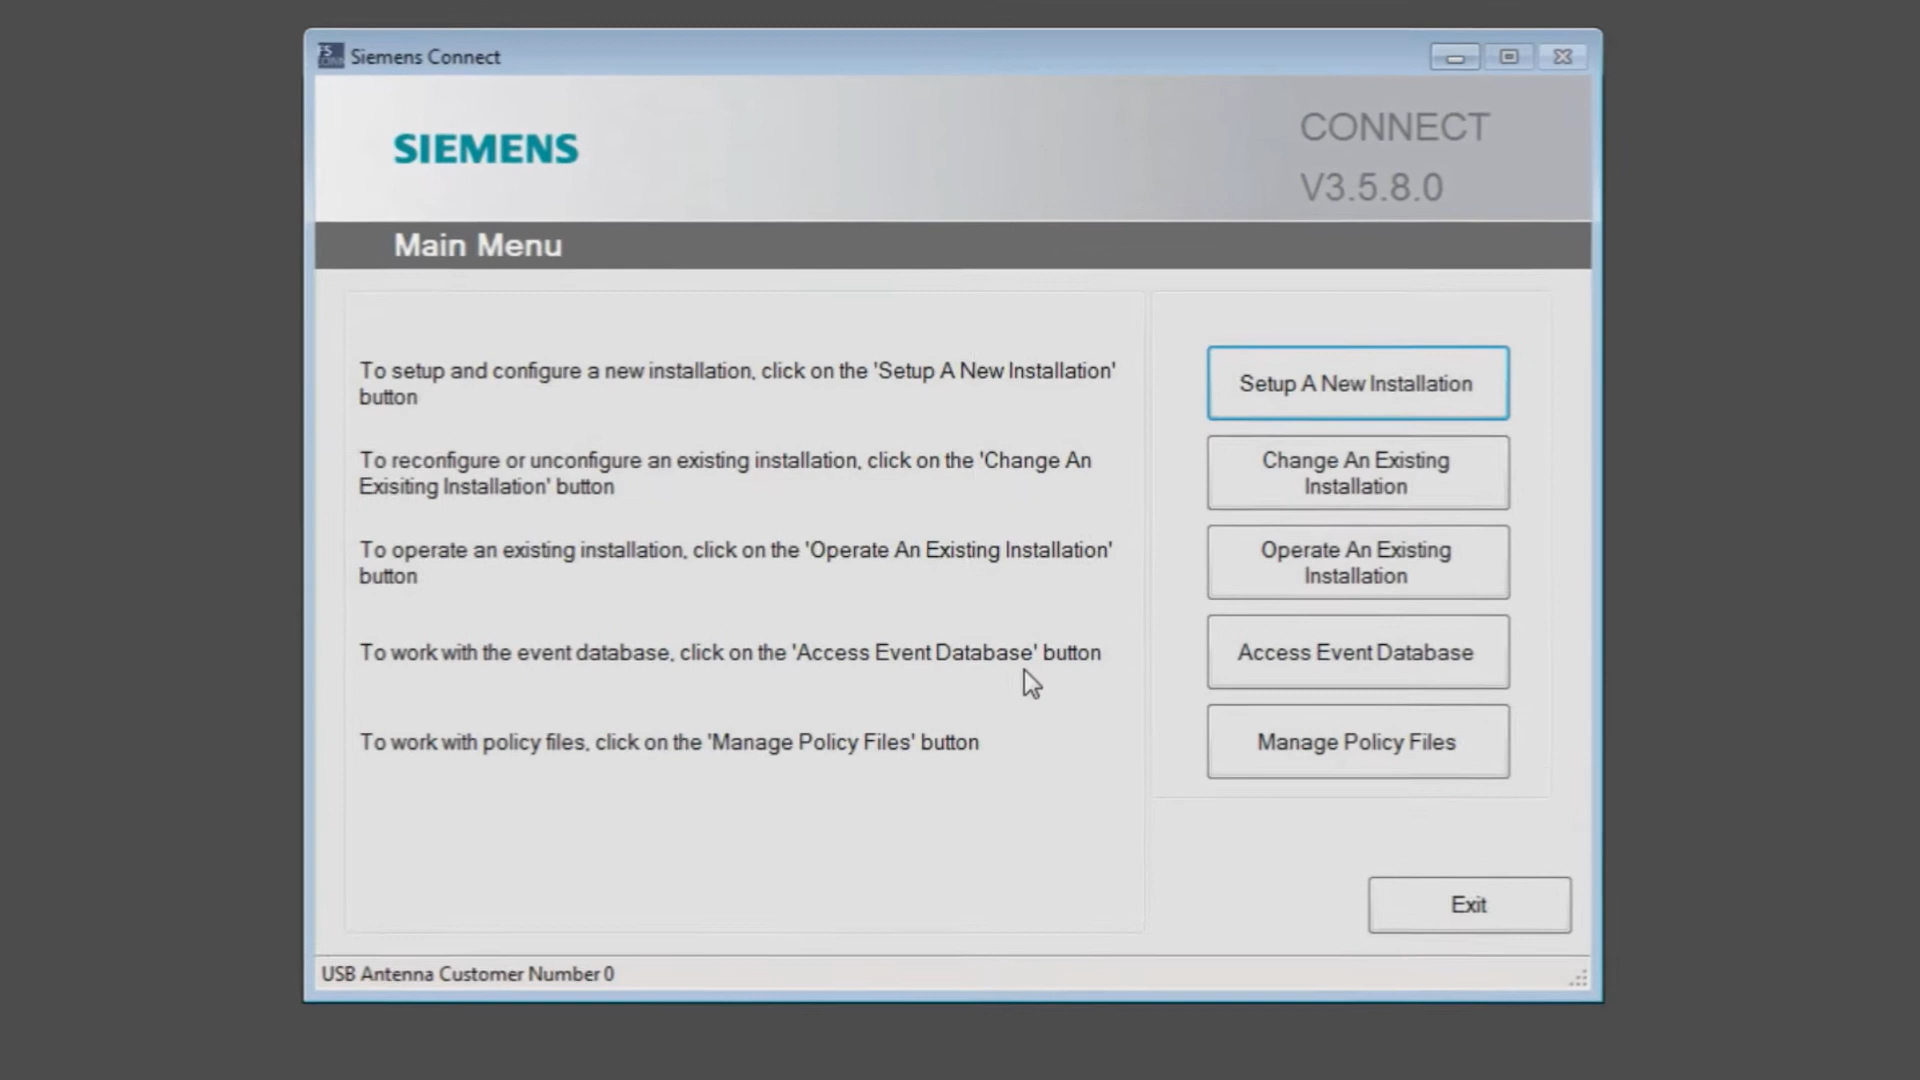 Siemens Connect
SIEMENS
CONNECT
V3.5.8.0
Main Menu
To setup and configure a new installation, click on the 'Setup A New Installation'
button
Setup A New Installation
To reconfigure or unconfigure an existing installation, click on the 'Change An
Exisiting Installation' button
Change An Existing
Installation
To operate an existing installation, click on the 'Operate An Existing Installation'
button
Operate An Existing
Installation
To work with the event database, click on the 'Access Event Database' button
Access Event Database
To work with policy files, click on the 'Manage Policy Files' button
Manage Policy Files
Exit
USB Antenna Customer Number 0